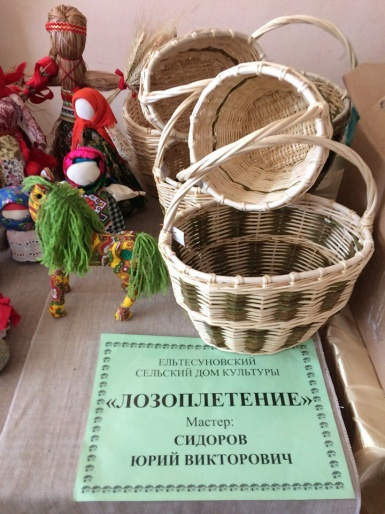 ЕЛЬТЕСУНОВСКИЙ
СЕЛЬСКИЙ ДОМ КУЛЬТУРЫ
«ЛОЗОПЛЕТЕНИЕ»
Мастер:
СИДОРОВ
ЮРИЙ ВИКТОРОВИЧ